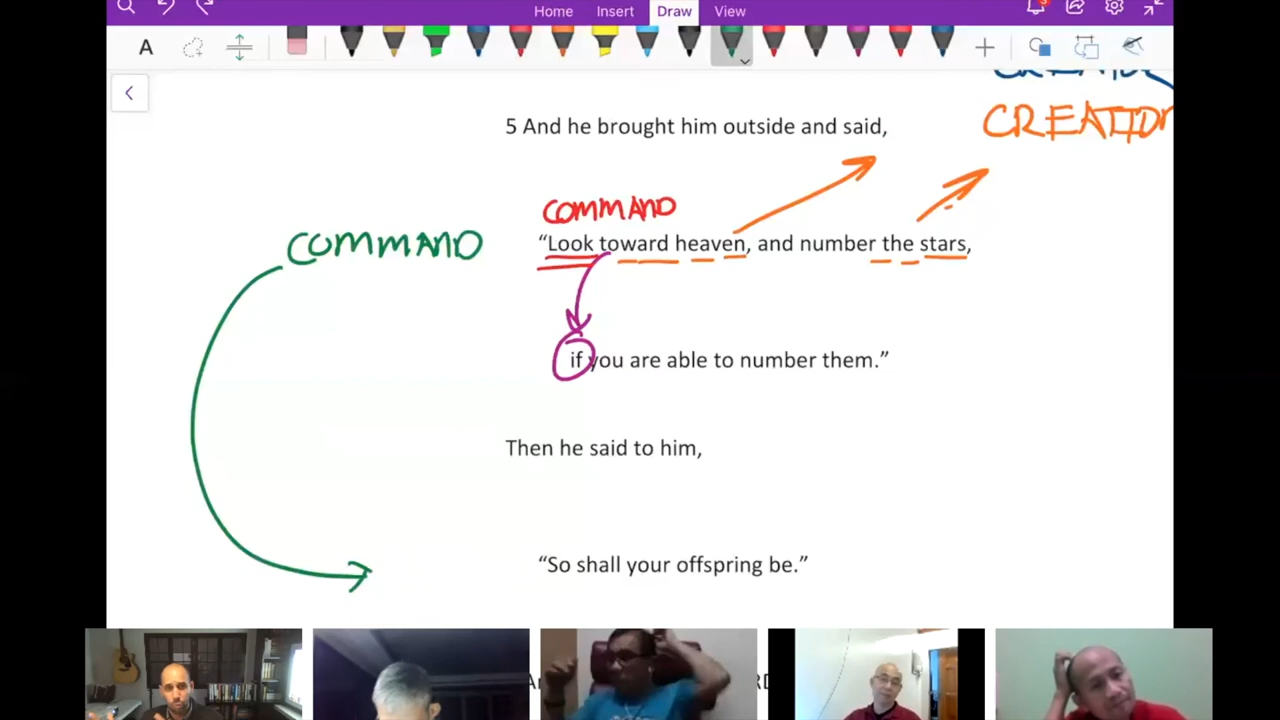 Home Insert Draw View
A
CREATOR
5 And he brought him outside and said,
CREATION
COMMAND
COMMAND
“Look toward heaven, and number the stars,
if you are able to number them.”
Then he said to him,
“So shall your offspring be.”